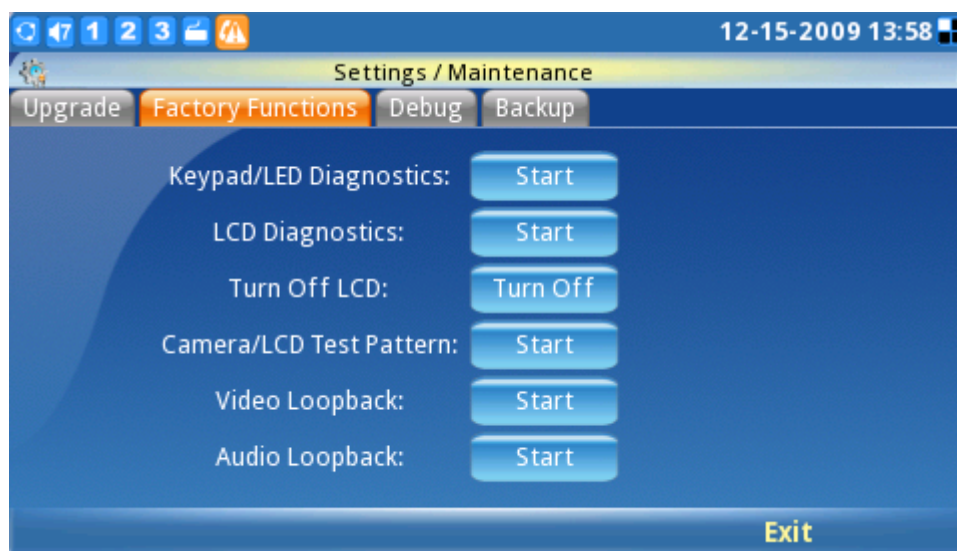 7 1 2 3 12-15-2009 13:58
Settings / Maintenance
Upgrade Factory Functions Debug Backup
Keypad/LED Diagnostics: Start
LCD Diagnostics: Start
Turn Off LCD: Turn Off
Camera/LCD Test Pattern: Start
Video Loopback: Start
Audio Loopback: Start
Exit